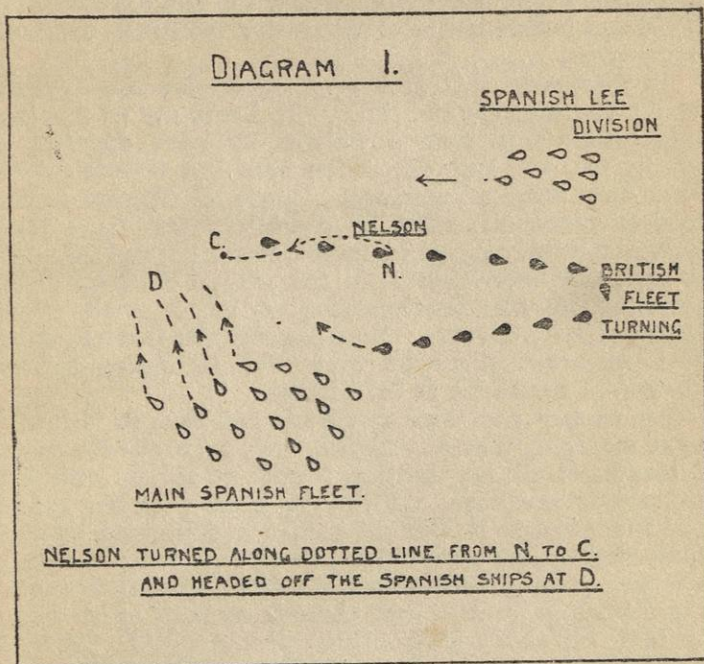 DIAGRAM 1.
SPANISH LEE
DIVISION
NELSON
C.
N.
D
BRITISH
FLEET
TURNING
MAIN SPANISH FLEET.
NELSON TURNED ALONG DOTTED LINE FROM N. TO C.
AND HEADED OFF THE SPANISH SHIPS AT D.